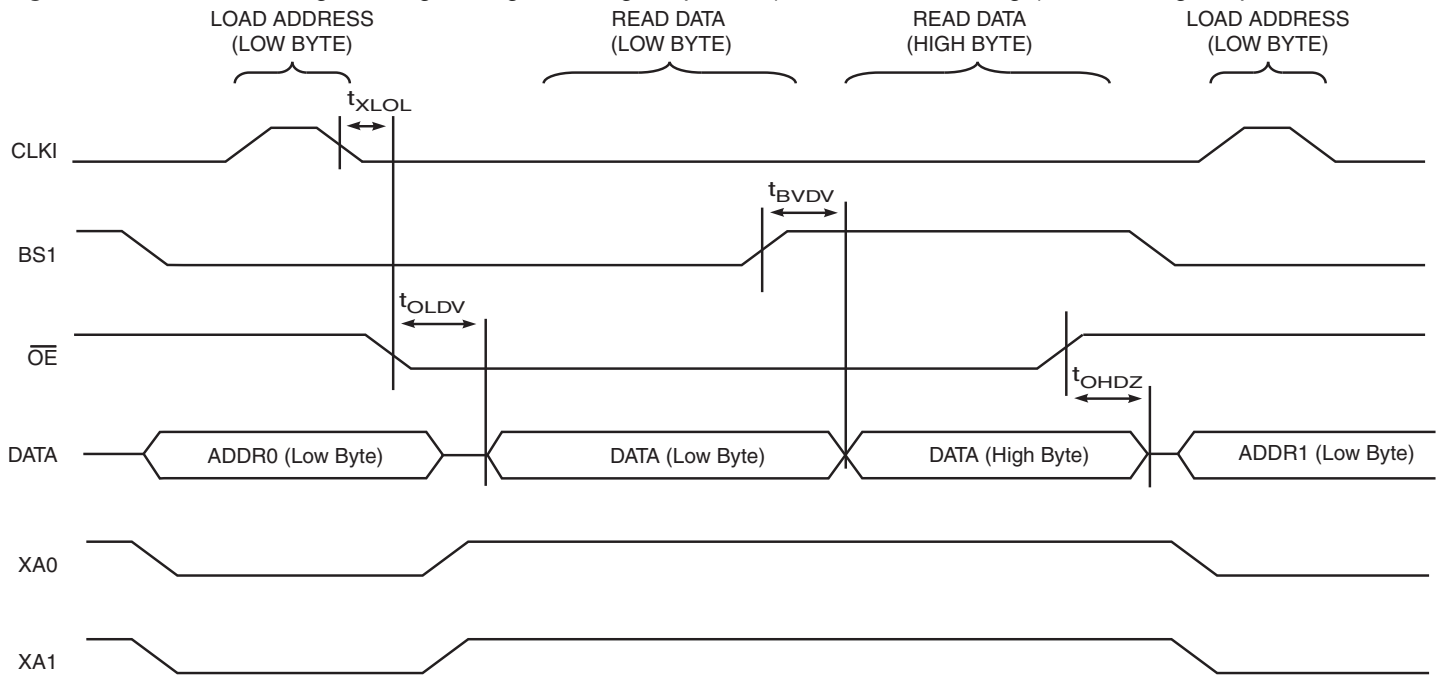 LOAD ADDRESS
(LOW BYTE)
READ DATA
(LOW BYTE)
READ DATA
(HIGH BYTE)
LOAD ADDRESS
(LOW BYTE)
tXLOL
CLKI
tBVDV
BS1
tOLDV
OE
tOHDZ
DATA
ADDR0 (Low Byte)
DATA (Low Byte)
DATA (High Byte)
ADDR1 (Low Byte)
XA0
XA1